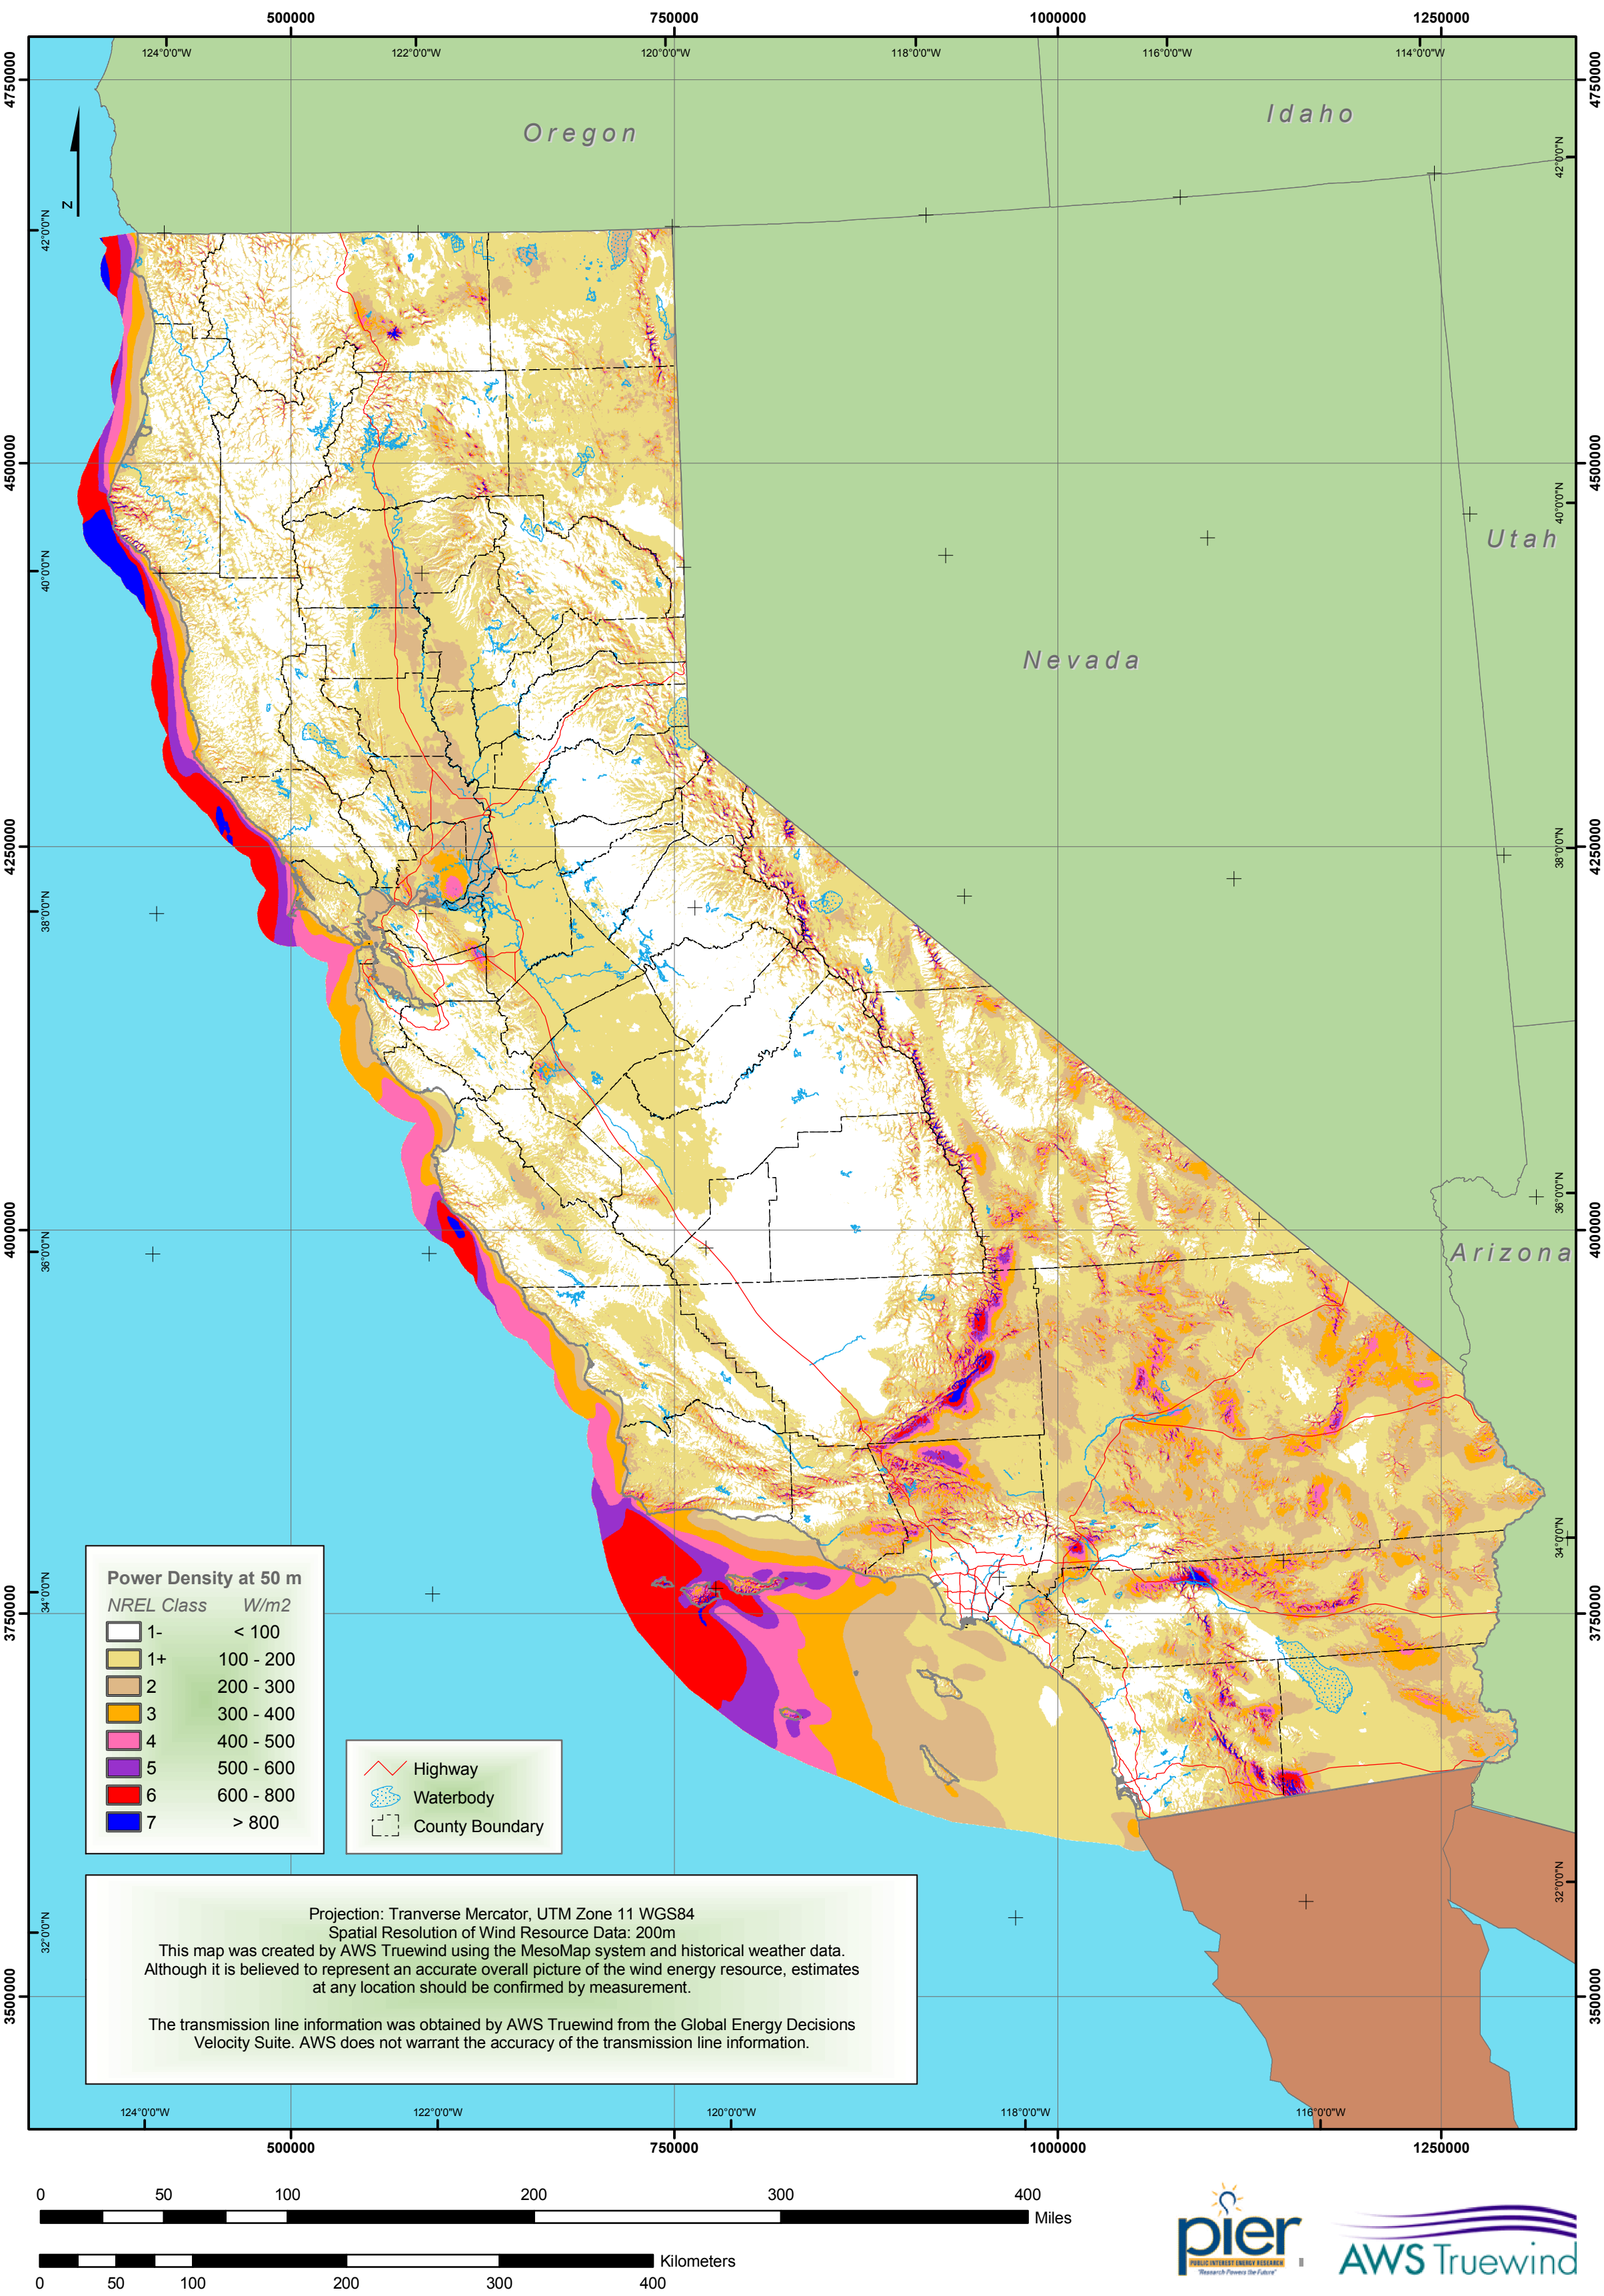 500000 750000 1000000 1250000
124°0'0"W 122°0'0"W 120°0'0"W 118°0'0"W 116°0'0"W 114°0'0"W
4750000 4750000
Idaho
Oregon
42°0'0"N
N
42°0'0"N
4500000 4500000
40°0'0"N
Utah
40°0'0"N
Nevada
4250000 4250000
38°0'0"N
38°0'0"N
36°0'0"N
4000000 4000000
36°0'0"N
Arizona
34°0'0"N
34°0'0"N
3750000 3750000
Power Density at 50 m
NREL Class W/m2
1- < 100
1+ 100 - 200
2 200 - 300
3 300 - 400
4 400 - 500
5 500 - 600
6 600 - 800
7 > 800
Highway
Waterbody
County Boundary
32°0'0"N
32°0'0"N
Projection: Tranverse Mercator, UTM Zone 11 WGS84
Spatial Resolution of Wind Resource Data: 200m
This map was created by AWS Truewind using the MesoMap system and historical weather data.
Although it is believed to represent an accurate overall picture of the wind energy resource, estimates
at any location should be confirmed by measurement.
The transmission line information was obtained by AWS Truewind from the Global Energy Decisions
Velocity Suite. AWS does not warrant the accuracy of the transmission line information.
3500000 3500000
124°0'0"W 122°0'0"W 120°0'0"W 118°0'0"W 116°0'0"W
500000 750000 1000000 1250000
0 50 100 200 300 400
Miles
Kilometers
0 50 100 200 300 400
pier
PUBLIC INTEREST ENERGY RESEARCH
"Research Powers the Future"
AWS Truewind